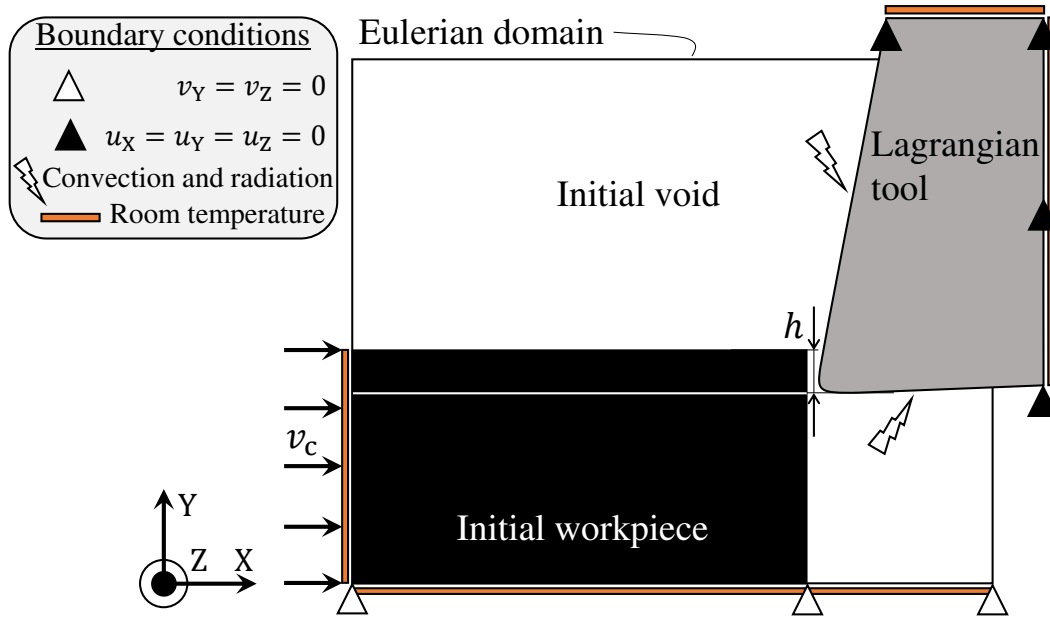 Boundary conditions
v_Y = v_Z = 0
u_X = u_Y = u_Z = 0
Convection and radiation
Room temperature
Eulerian domain
Lagrangian
tool
Initial void
h
v_c
Initial workpiece
Y
Z
X